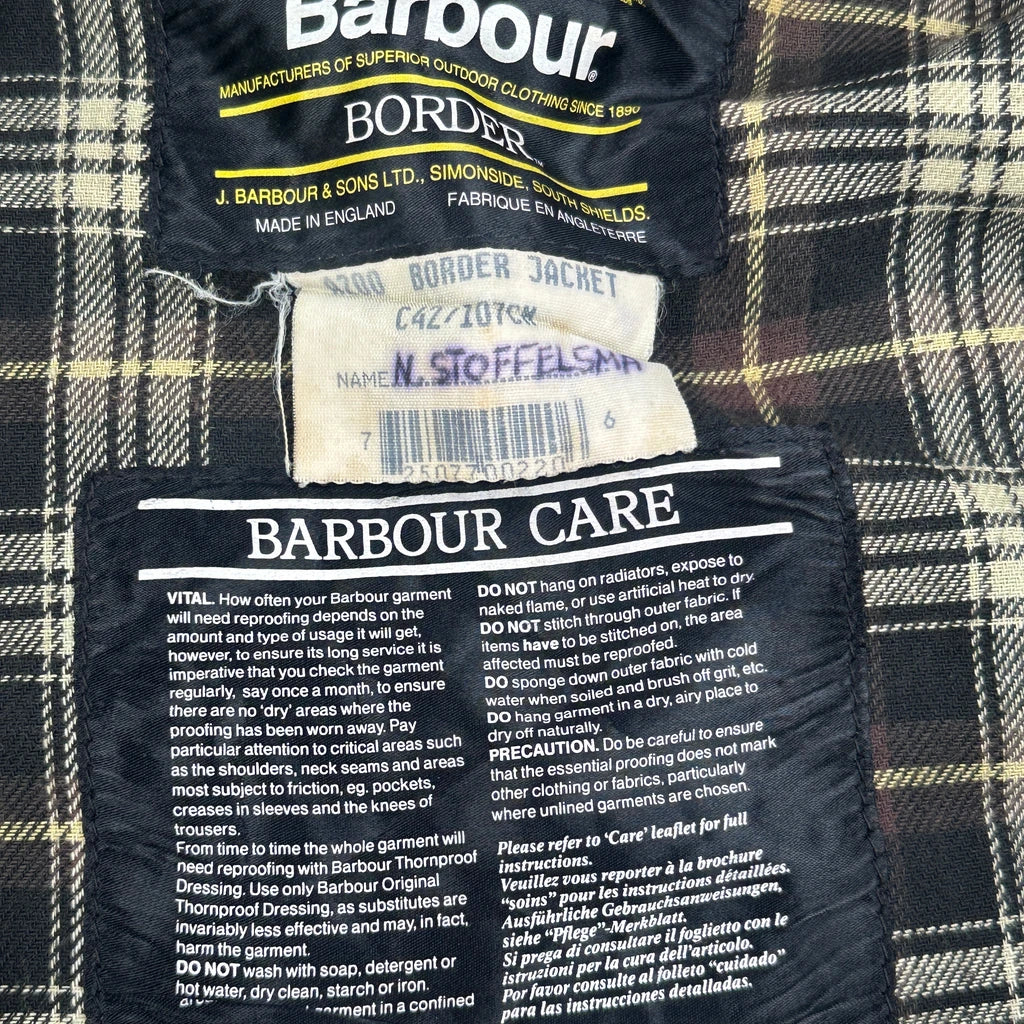 Barbour®
MANUFACTURERS OF SUPERIOR OUTDOOR CLOTHING SINCE 1890
BORDER™
J. BARBOUR & SONS LTD., SIMONSIDE, SOUTH SHIELDS.
MADE IN ENGLAND FABRIQUE EN ANGLETERRE
A200 BORDER JACKET
C42/107CM
NAME N. STOFFELSMA
7 6
2507700220
BARBOUR CARE
VITAL. How often your Barbour garment
will need reproofing depends on the
amount and type of usage it will get,
however, to ensure its long service it is
imperative that you check the garment
regularly, say once a month, to ensure
there are no 'dry' areas where the
proofing has been worn away. Pay
particular attention to critical areas such
as the shoulders, neck seams and areas
most subject to friction, eg. pockets,
creases in sleeves and the knees of
trousers.
From time to time the whole garment will
need reproofing with Barbour Thornproof
Dressing. Use only Barbour Original
Thornproof Dressing, as substitutes are
invariably less effective and may, in fact,
harm the garment.
DO NOT wash with soap, detergent or
hot water, dry clean, starch or iron.
garment in a confined
DO NOT hang on radiators, expose to
naked flame, or use artificial heat to dry.
DO NOT stitch through outer fabric. If
items have to be stitched on, the area
affected must be reproofed.
DO sponge down outer fabric with cold
water when soiled and brush off grit, etc.
DO hang garment in a dry, airy place to
dry off naturally.
PRECAUTION. Do be careful to ensure
that the essential proofing does not mark
other clothing or fabrics, particularly
where unlined garments are chosen.
Please refer to 'Care' leaflet for full
instructions.
Veuillez vous reporter à la brochure
"soins" pour les instructions détaillées.
Ausführliche Gebrauchsanweisungen,
siehe "Pflege"-Merkblatt.
Si prega di consultare il foglietto con le
istruzioni per la cura dell'articolo.
Por favor consulte al folleto "cuidado"
para las instrucciones detalladas.